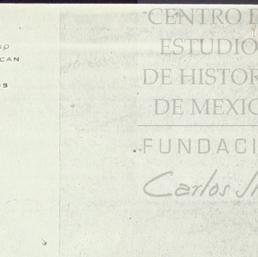 CENTRO D
ESTUDIO
DE HISTOR
DE MEXIC
FUNDACI
Carlos
CAN